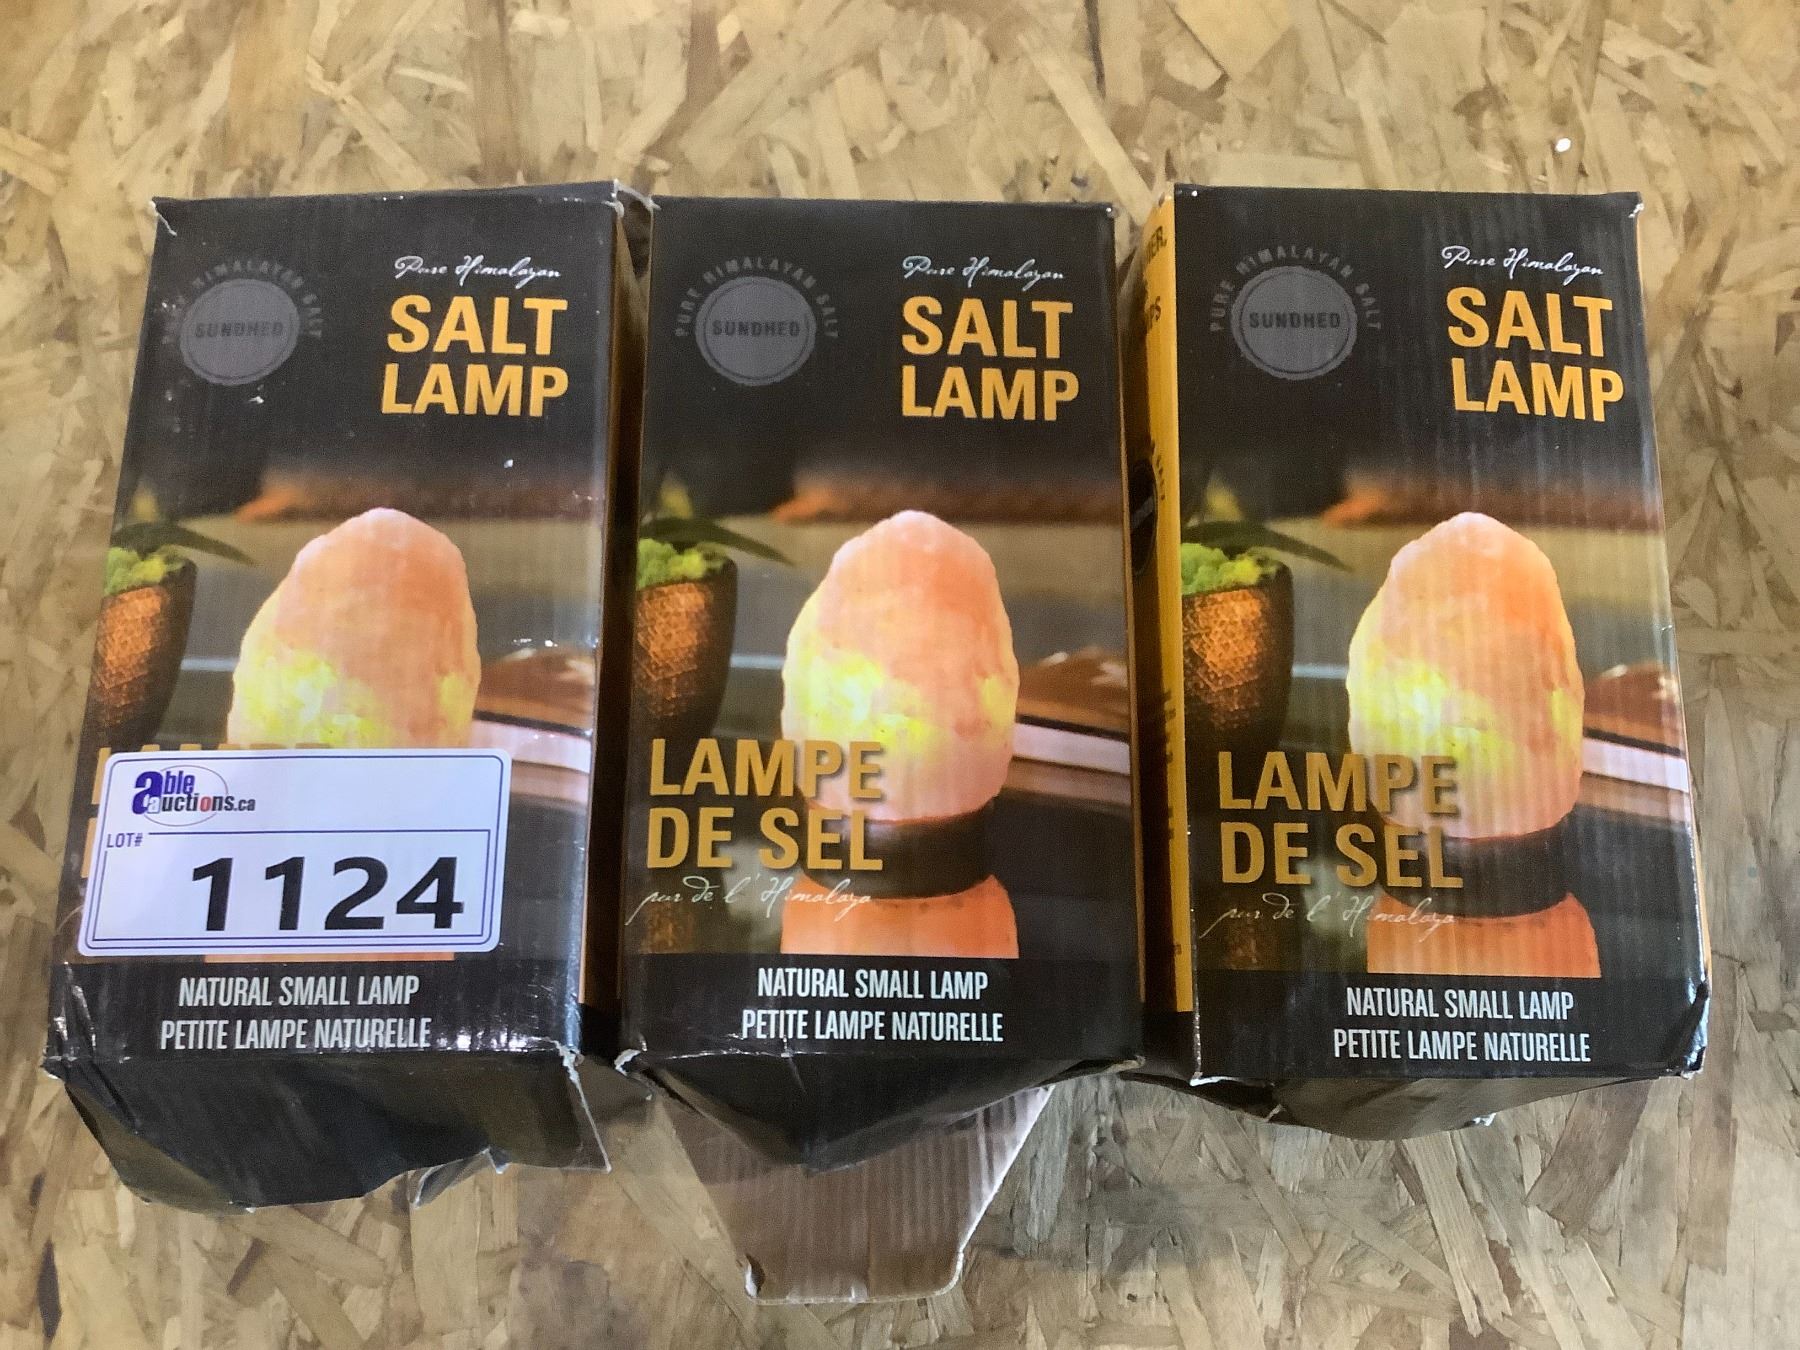 PURE HIMALAYAN SALT
SUNDHED
Pure Himalayan
SALT
LAMP
able
auctions.ca
LOT#
1124
NATURAL SMALL LAMP
PETITE LAMPE NATURELLE
PURE HIMALAYAN SALT
SUNDHED
Pure Himalayan
SALT
LAMP
LAMPE
DE SEL
pur de l'Himalaya
NATURAL SMALL LAMP
PETITE LAMPE NATURELLE
PURE HIMALAYAN SALT
SUNDHED
Pure Himalayan
SALT
LAMP
LAMPE
DE SEL
pur de l'Himalaya
NATURAL SMALL LAMP
PETITE LAMPE NATURELLE